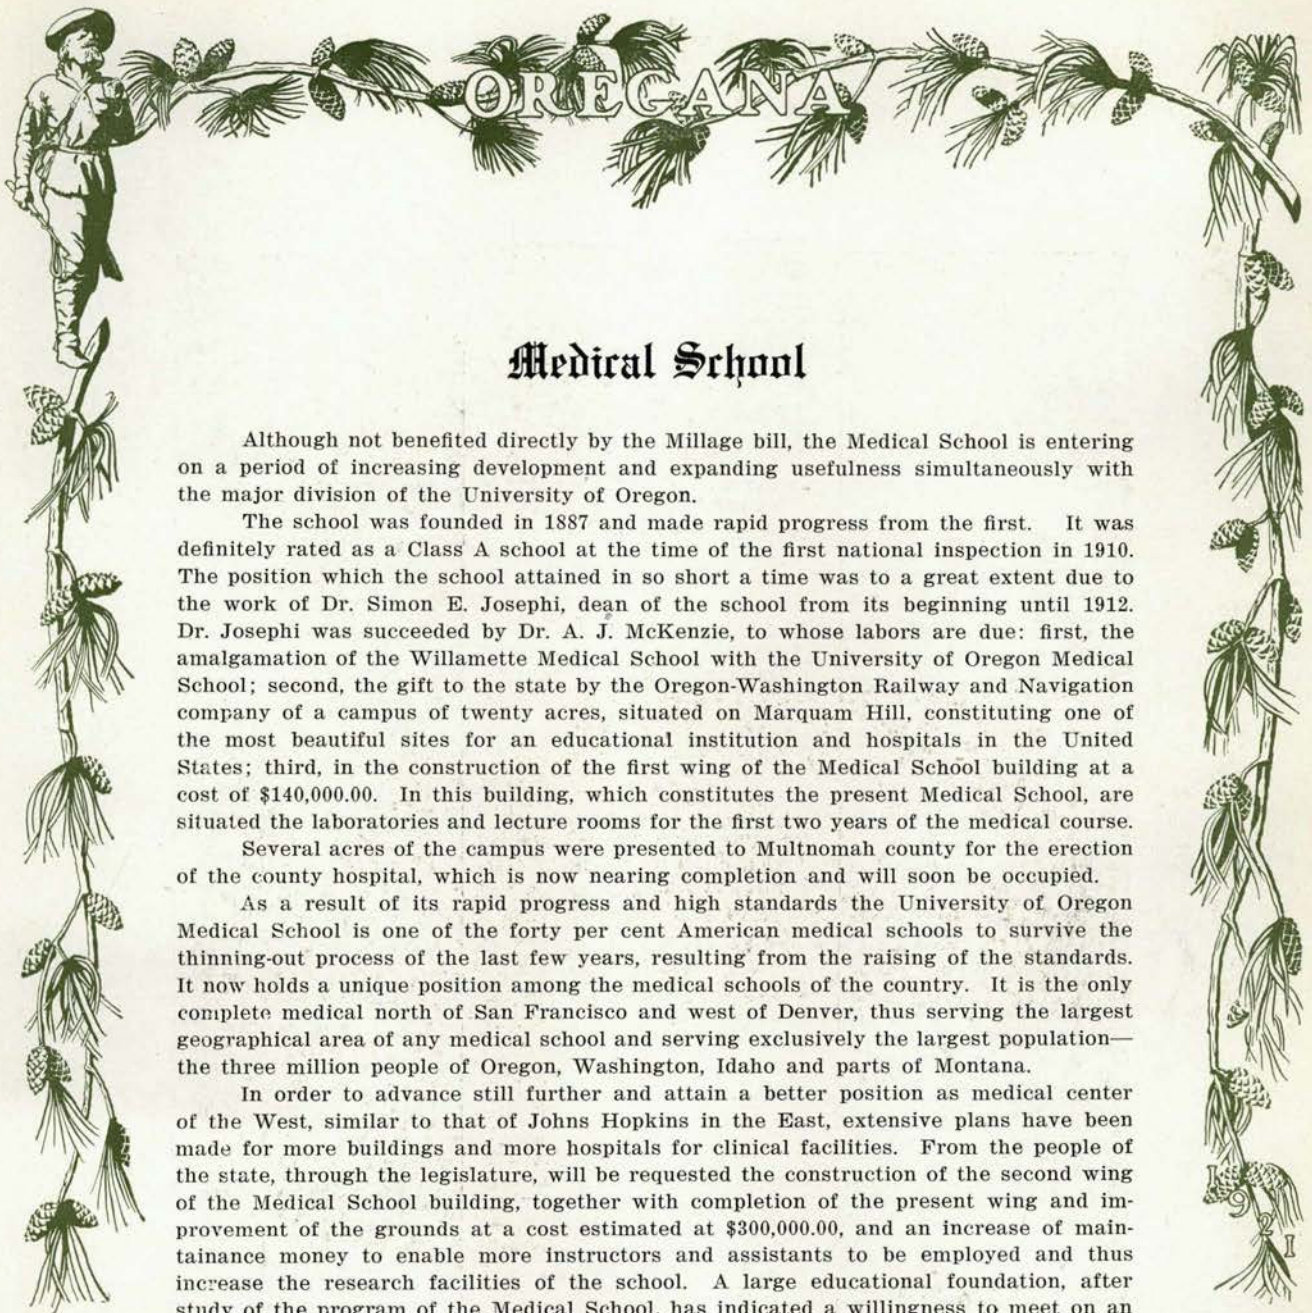 OREGANA
Medical School
Although not benefited directly by the Millage bill, the Medical School is entering
on a period of increasing development and expanding usefulness simultaneously with
the major division of the University of Oregon.
The school was founded in 1887 and made rapid progress from the first. It was
definitely rated as a Class A school at the time of the first national inspection in 1910.
The position which the school attained in so short a time was to a great extent due to
the work of Dr. Simon E. Josephi, dean of the school from its beginning until 1912.
Dr. Josephi was succeeded by Dr. A. J. McKenzie, to whose labors are due: first, the
amalgamation of the Willamette Medical School with the University of Oregon Medical
School; second, the gift to the state by the Oregon-Washington Railway and Navigation
company of a campus of twenty acres, situated on Marquam Hill, constituting one of
the most beautiful sites for an educational institution and hospitals in the United
States; third, in the construction of the first wing of the Medical School building at a
cost of $140,000.00. In this building, which constitutes the present Medical School, are
situated the laboratories and lecture rooms for the first two years of the medical course.
Several acres of the campus were presented to Multnomah county for the erection
of the county hospital, which is now nearing completion and will soon be occupied.
As a result of its rapid progress and high standards the University of Oregon
Medical School is one of the forty per cent American medical schools to survive the
thinning-out process of the last few years, resulting from the raising of the standards.
It now holds a unique position among the medical schools of the country. It is the only
complete medical north of San Francisco and west of Denver, thus serving the largest
geographical area of any medical school and serving exclusively the largest population—
the three million people of Oregon, Washington, Idaho and parts of Montana.
In order to advance still further and attain a better position as medical center
of the West, similar to that of Johns Hopkins in the East, extensive plans have been
made for more buildings and more hospitals for clinical facilities. From the people of
the state, through the legislature, will be requested the construction of the second wing
of the Medical School building, together with completion of the present wing and im-
provement of the grounds at a cost estimated at $300,000.00, and an increase of main-
tainance money to enable more instructors and assistants to be employed and thus
increase the research facilities of the school. A large educational foundation, after
study of the program of the Medical School, has indicated a willingness to meet on an
1921